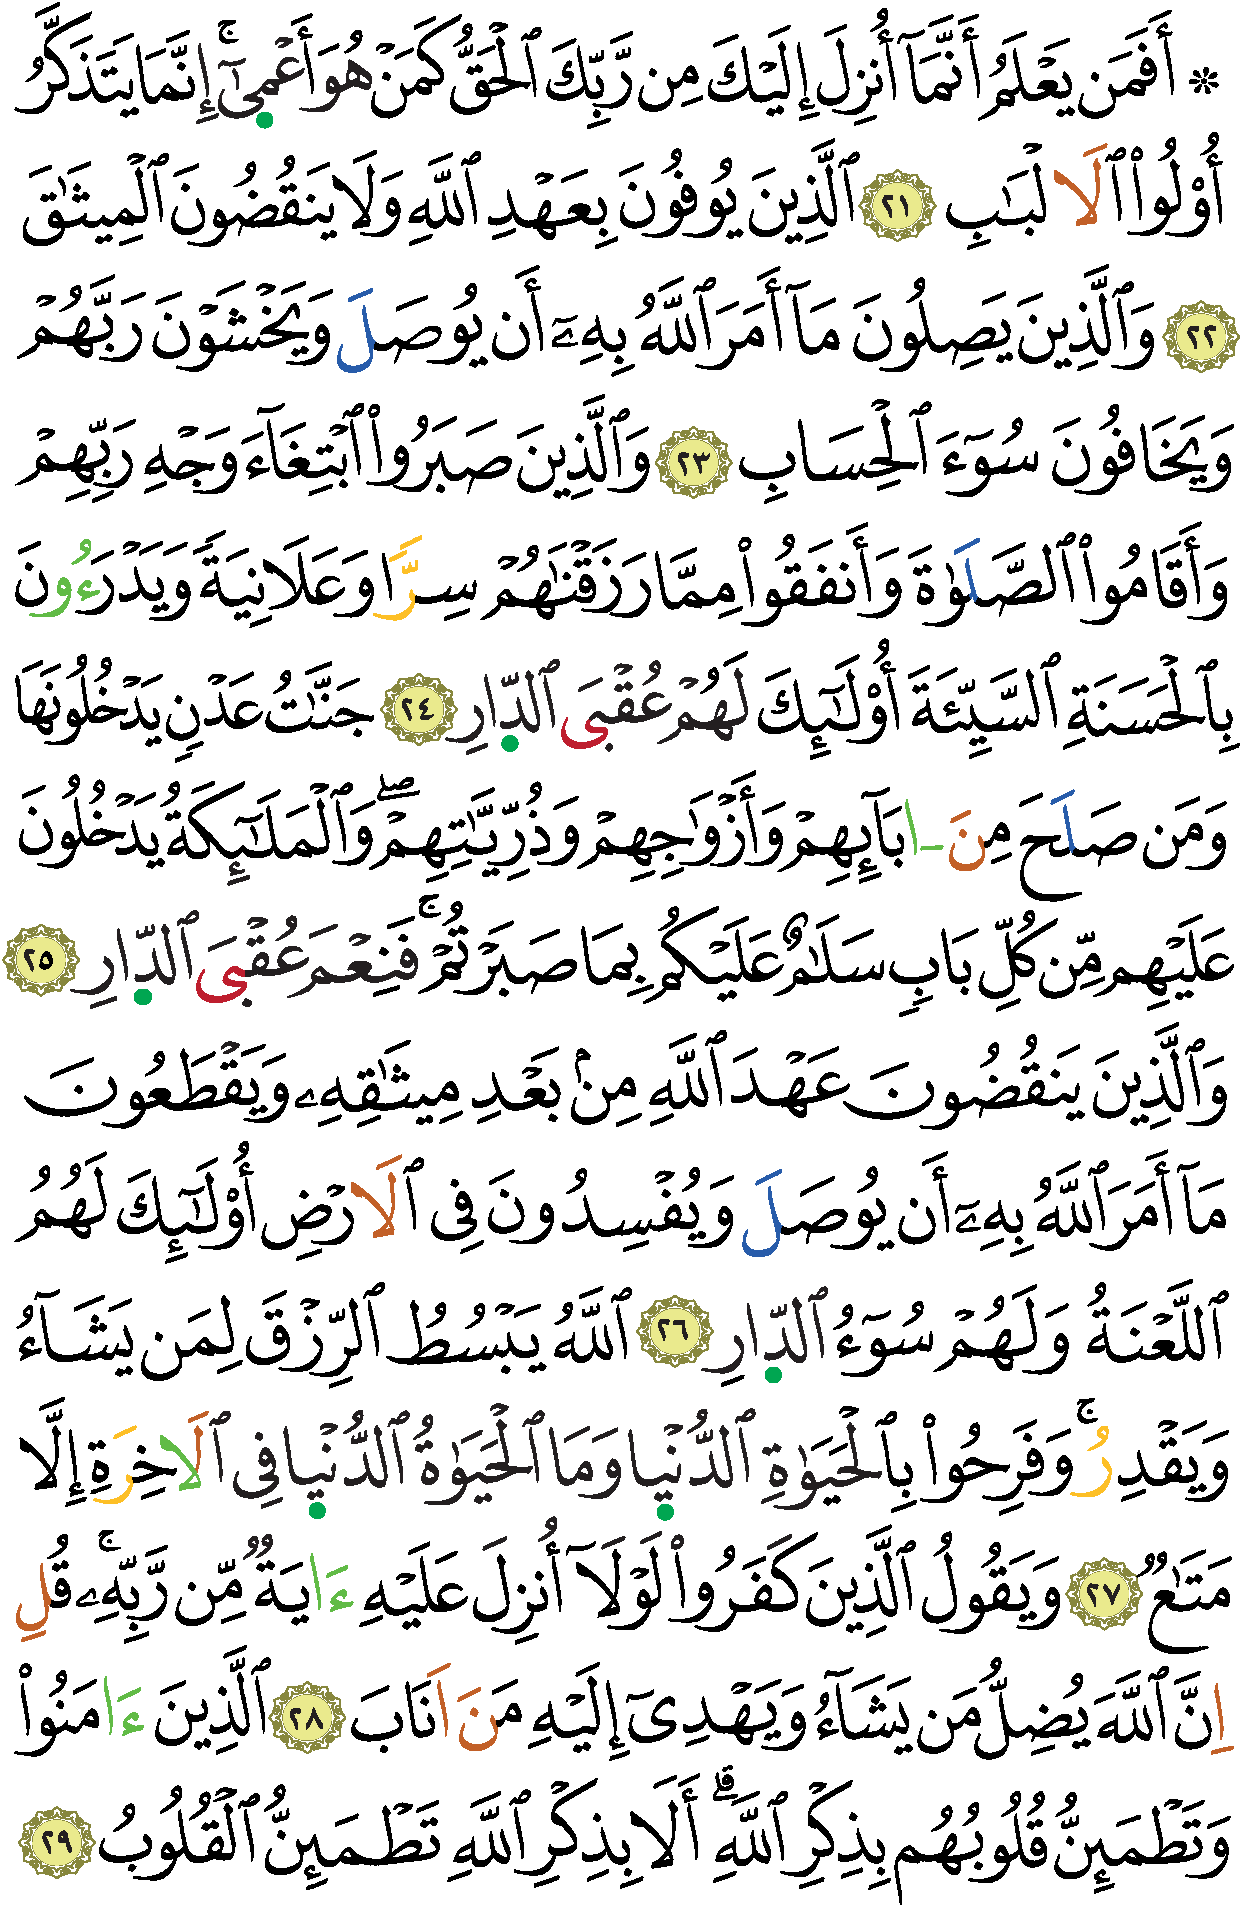 * أَفَمَن يَعْلَمُ أَنَّمَآ أُنزِلَ إِلَيْكَ مِن رَّبِّكَ ٱلْحَقُّ كَمَنْ هُوَ أَعْمىٰٓ ۚ إِنَّمَا يَتَذَكَّرُ
أُوْلُواْ ٱلَا لْبَٰبِ ٢١ ٱلَّذِينَ يُوفُونَ بِعَهْدِ ٱللَّهِ وَلَا يَنقُضُونَ ٱلْمِيثَٰقَ
٢٢ وَٱلَّذِينَ يَصِلُونَ مَآ أَمَرَ ٱللَّهُ بِهِۦٓ أَن يُوصَلَ وَيَخْشَوْنَ رَبَّهُمْ
وَيَخَافُونَ سُوٓءَ ٱلْحِسَابِ ٢٣ وَٱلَّذِينَ صَبَرُواْ ٱبْتِغَآءَ وَجْهِ رَبِّهِمْ
وَأَقَامُواْ ٱلصَّلَوٰةَ وَأَنفَقُواْ مِمَّا رَزَقْنَٰهُمْ سِرّاً وَعَلَانِيَةً وَيَدْرَءُونَ
بِٱلْحَسَنَةِ ٱلسَّيِّئَةَ أُوْلَٰٓئِكَ لَهُمْ عُقْبَى ٱلدّارِ ٢٤ جَنَّٰتُ عَدْنٍ يَدْخُلُونَهَا
وَمَن صَلَحَ مِنَ ـابَآئِهِمْ وَأَزْوَٰجِهِمْ وَذُرِّيَّٰتِهِمْ ۖ وَٱلْمَلَٰٓئِكَةُ يَدْخُلُونَ
عَلَيْهِم مِّن كُلِّ بَابٍ سَلَٰمٌ عَلَيْكُم بِمَا صَبَرْتُمْ ۚ فَنِعْمَ عُقْبَى ٱلدّارِ ٢٥
وَٱلَّذِينَ يَنقُضُونَ عَهْدَ ٱللَّهِ مِنۢ بَعْدِ مِيثَٰقِهِۦ وَيَقْطَعُونَ
مَآ أَمَرَ ٱللَّهُ بِهِۦٓ أَن يُوصَلَ وَيُفْسِدُونَ فِى ٱلَارْضِ أُوْلَٰٓئِكَ لَهُمُ
ٱللَّعْنَةُ وَلَهُمْ سُوٓءُ ٱلدّارِ ٢٦ ٱللَّهُ يَبْسُطُ ٱلرِّزْقَ لِمَن يَشَآءُ
وَيَقْدِرُ ۚ وَفَرِحُواْ بِٱلْحَيَوٰةِ ٱلدُّنْيا وَمَا ٱلْحَيَوٰةُ ٱلدُّنْيا فِى ٱلَاخِرَةِ إِلَّا
مَتَٰعٌ ٢٧ وَيَقُولُ ٱلَّذِينَ كَفَرُواْ لَوْلَآ أُنزِلَ عَلَيْهِ ءَايَةٌ مِّن رَّبِّهِۦ ۚ قُلِ
اِنَّ ٱللَّهَ يُضِلُّ مَن يَشَآءُ وَيَهْدِىٓ إِلَيْهِ مَنَ اَنَابَ ٢٨ ٱلَّذِينَ ءَامَنُواْ
وَتَطْمَئِنُّ قُلُوبُهُم بِذِكْرِ ٱللَّهِ ۗ أَلَا بِذِكْرِ ٱللَّهِ تَطْمَئِنُّ ٱلْقُلُوبُ ٢٩